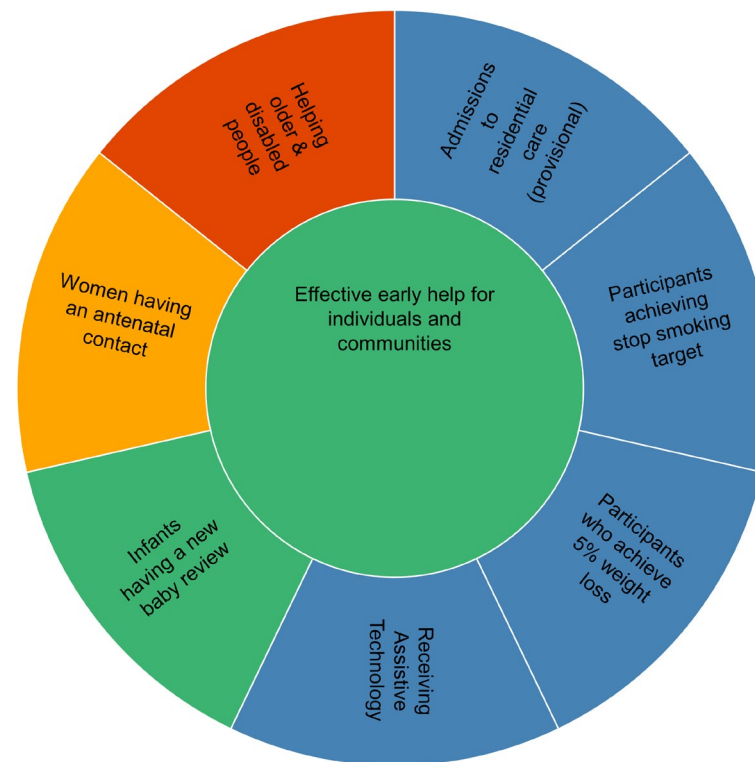 Effective early help for
individuals and
communities
Admissions
to
residential
care
(provisional)
Participants
achieving
stop smoking
target
Participants
who achieve
5% weight
loss
Receiving
Assistive
Technology
Infants
having a new
baby review
Women having
an antenatal
contact
Helping
older &
disabled
people